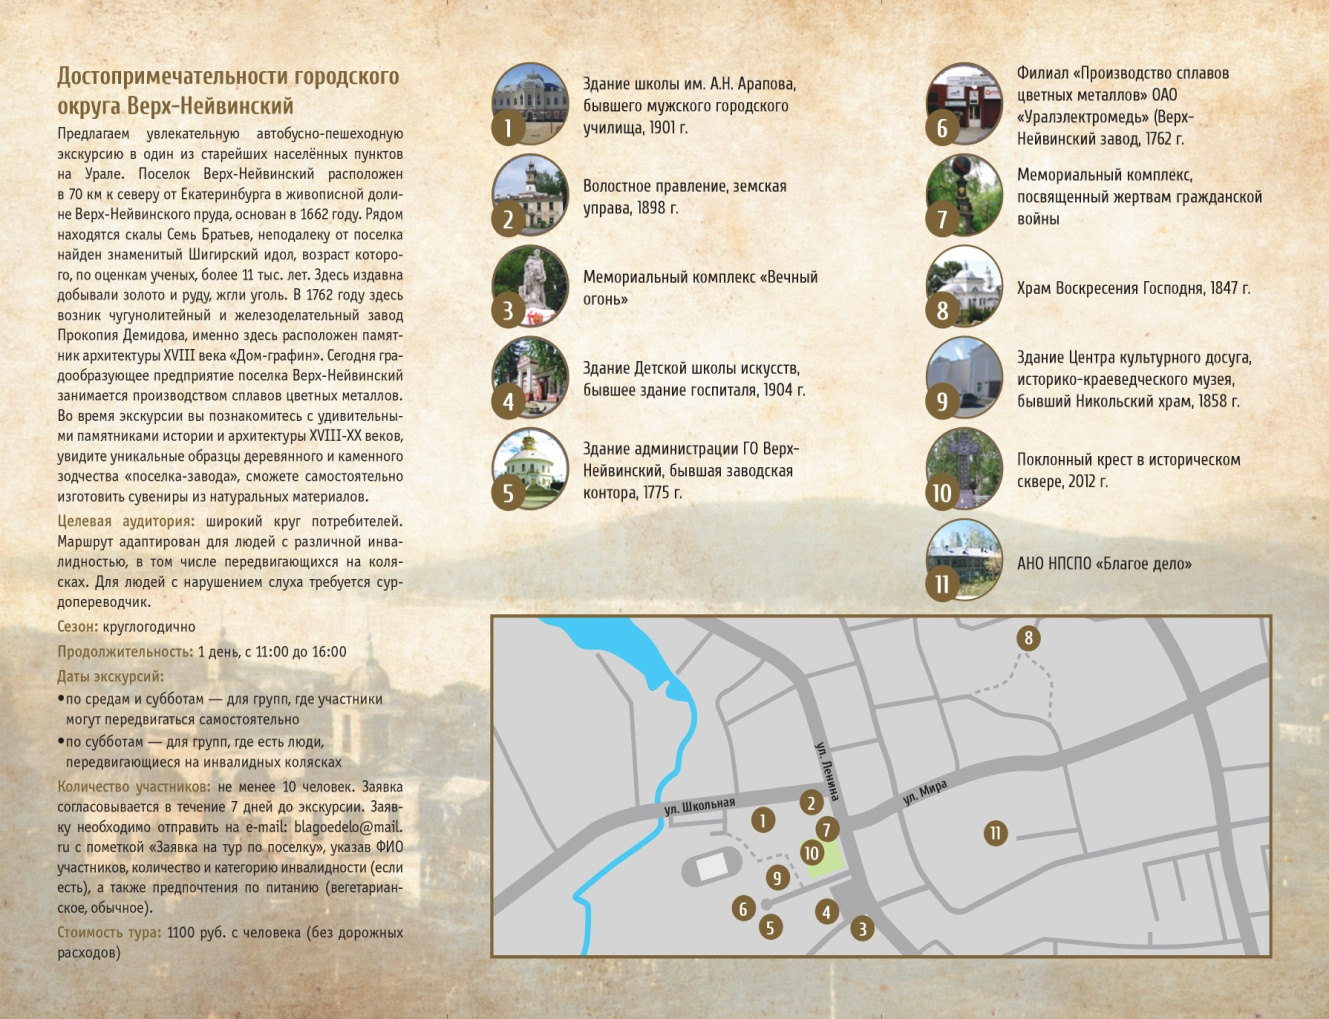 Достопримечательности городского
округа Верх-Нейвинский
Предлагаем увлекательную автобусно-пешеходную
экскурсию в один из старейших населённых пунктов
на Урале. Поселок Верх-Нейвинский расположен
в 70 км к северу от Екатеринбурга в живописной доли-
не Верх-Нейвинского пруда, основан в 1662 году. Рядом
находятся скалы Семь Братьев, неподалеку от поселка
найден знаменитый Шигирский идол, возраст которо-
го, по оценкам ученых, более 11 тыс. лет. Здесь издавна
добывали золото и руду, жгли уголь. В 1762 году здесь
возник чугунолитейный и железоделательный завод
Прокопия Демидова, именно здесь расположен памят-
ник архитектуры XVIII века «Дом-графин». Сегодня гра-
дообразующее предприятие поселка Верх-Нейвинский
занимается производством сплавов цветных металлов.
Во время экскурсии вы познакомитесь с удивительны-
ми памятниками истории и архитектуры XVIII-XX веков,
увидите уникальные образцы деревянного и каменного
зодчества «поселка-завода», сможете самостоятельно
изготовить сувениры из натуральных материалов.
Целевая аудитория: широкий круг потребителей.
Маршрут адаптирован для людей с различной инва-
лидностью, в том числе передвигающихся на коля-
сках. Для людей с нарушением слуха требуется сур-
допереводчик.
Сезон: круглогодично
Продолжительность: 1 день, с 11:00 до 16:00
Даты экскурсий:
•по средам и субботам — для групп, где участники
могут передвигаться самостоятельно
•по субботам — для групп, где есть люди,
передвигающиеся на инвалидных колясках
Количество участников: не менее 10 человек. Заявка
согласовывается в течение 7 дней до экскурсии. Заяв-
ку необходимо отправить на e-mail: blagoedelo@mail.
ru с пометкой «Заявка на тур по поселку», указав ФИО
участников, количество и категорию инвалидности (если
есть), а также предпочтения по питанию (вегетариан-
ское, обычное).
Стоимость тура: 1100 руб. с человека (без дорожных
расходов)
1
Здание школы им. А.Н. Арапова,
бывшего мужского городского
училища, 1901 г.
2
Волостное правление, земская
управа, 1898 г.
3
Мемориальный комплекс «Вечный
огонь»
4
Здание Детской школы искусств,
бывшее здание госпиталя, 1904 г.
5
Здание администрации ГО Верх-
Нейвинский, бывшая заводская
контора, 1775 г.
6
Филиал «Производство сплавов
цветных металлов» ОАО
«Уралэлектромедь» (Верх-
Нейвинский завод, 1762 г.
7
Мемориальный комплекс,
посвященный жертвам гражданской
войны
8
Храм Воскресения Господня, 1847 г.
9
Здание Центра культурного досуга,
историко-краеведческого музея,
бывший Никольский храм, 1858 г.
10
Поклонный крест в историческом
сквере, 2012 г.
11
АНО НПСПО «Благое дело»
8
ул. Ленина
ул. Мира
ул. Школьная
2
1
7
11
10
9
6
4
5
3